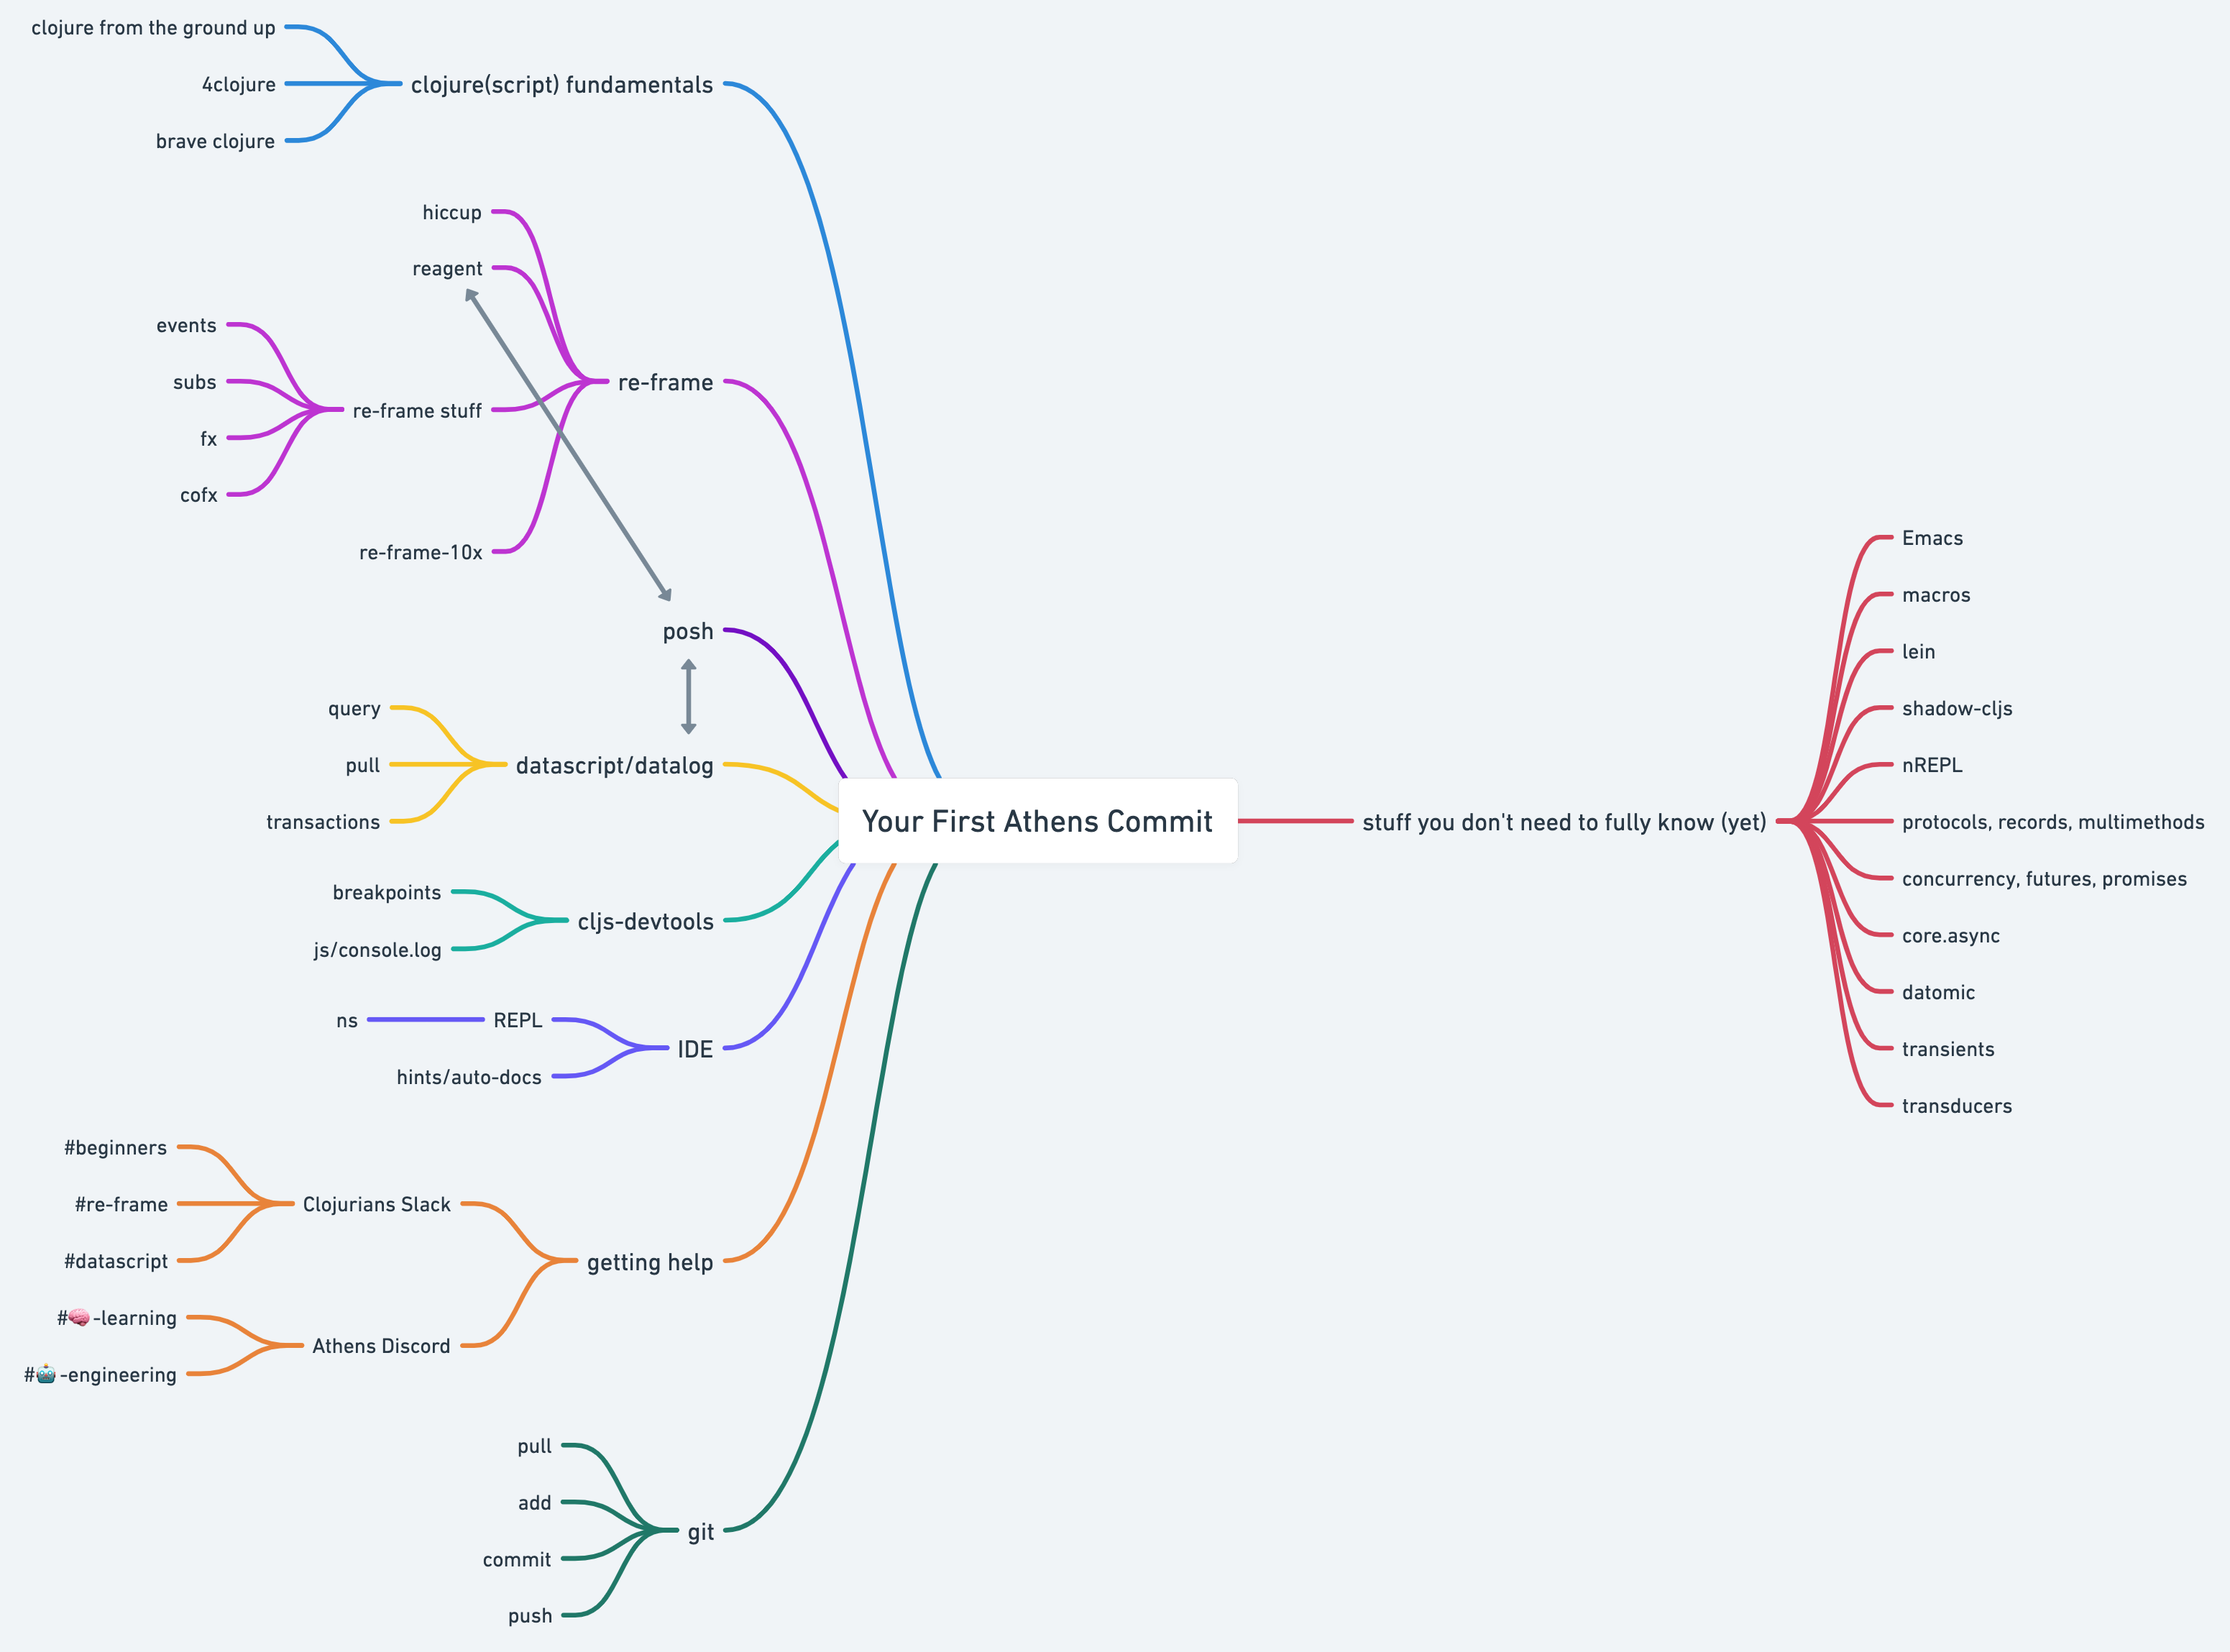 clojure from the ground up
4clojure
brave clojure
clojure(script) fundamentals
hiccup
reagent
events
subs
fx
cofx
re-frame stuff
re-frame-10x
re-frame
posh
query
pull
transactions
datascript/datalog
breakpoints
js/console.log
cljs-devtools
ns
REPL
hints/auto-docs
IDE
#beginners
#re-frame
#datascript
Clojurians Slack
#🧠-learning
#🤖-engineering
Athens Discord
getting help
pull
add
commit
push
git
Your First Athens Commit
stuff you don't need to fully know (yet)
Emacs
macros
lein
shadow-cljs
nREPL
protocols, records, multimethods
concurrency, futures, promises
core.async
datomic
transients
transducers